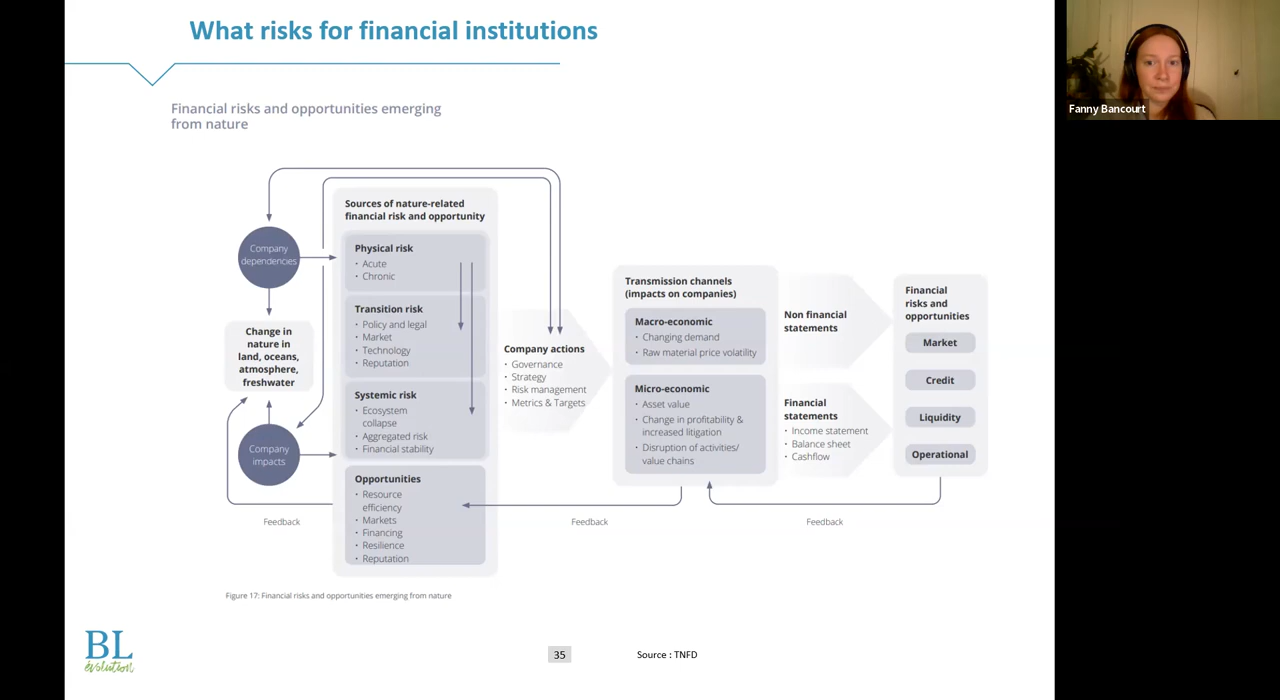 What risks for financial institutions
Fanny Bancourt
Financial risks and opportunities emerging
from nature
Company
dependencies
Change in
nature in
land, oceans,
atmosphere,
freshwater
Company
impacts
Sources of nature-related
financial risk and opportunity
Physical risk
• Acute
• Chronic
Transition risk
• Policy and legal
• Market
• Technology
• Reputation
Systemic risk
• Ecosystem
collapse
• Aggregated risk
• Financial stability
Opportunities
• Resource
efficiency
• Markets
• Financing
• Resilience
• Reputation
Company actions
• Governance
• Strategy
• Risk management
• Metrics & Targets
Transmission channels
(impacts on companies)
Macro-economic
• Changing demand
• Raw material price volatility
Micro-economic
• Asset value
• Change in profitability &
increased litigation
• Disruption of activities/
value chains
Non financial
statements
Financial
statements
• Income statement
• Balance sheet
• Cashflow
Financial
risks and
opportunities
Market
Credit
Liquidity
Operational
Feedback
Feedback
Feedback
Figure 17: Financial risks and opportunities emerging from nature
BL
évolution
35
Source : TNFD